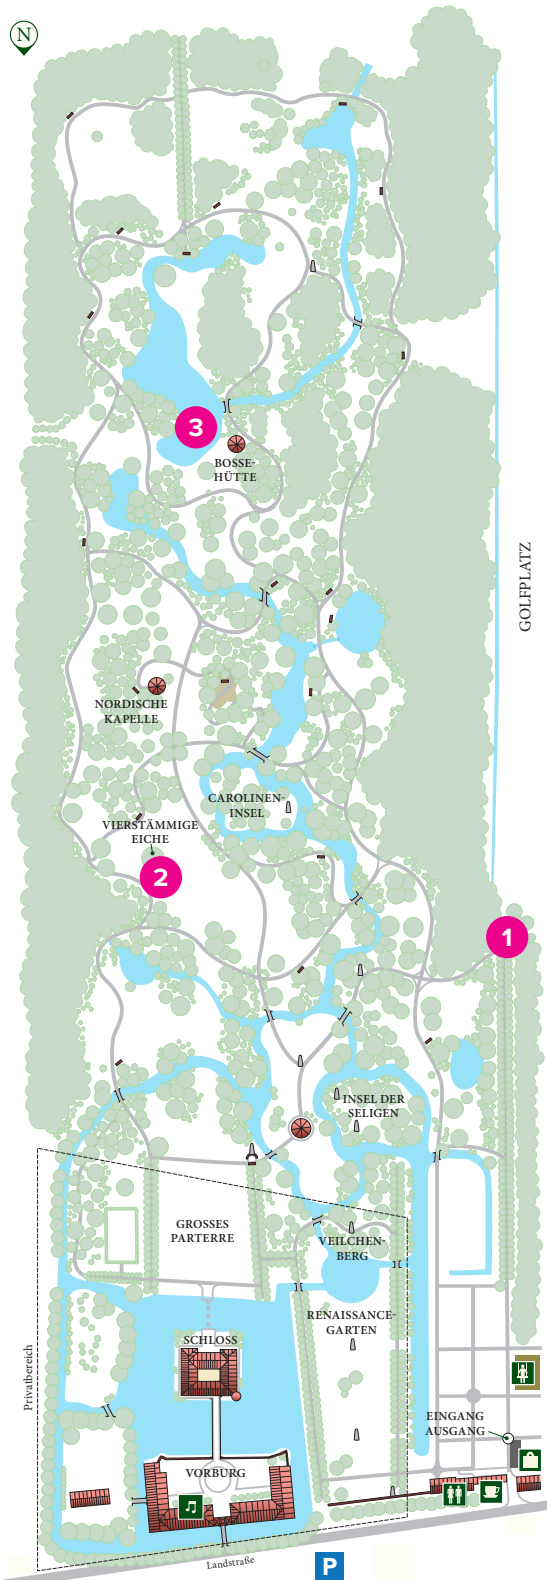 N
3
BOSSE-
HÜTTE
GOLFPLATZ
NORDISCHE
KAPELLE
CAROLINEN-
INSEL
VIERSTÄMMIGE
EICHE
2
1
INSEL DER
SELIGEN
GROSSES
PARTERRE
VEILCHEN-
BERG
RENAISSANCE-
GARTEN
SCHLOSS
Privatbereich
EINGANG
AUSGANG
VORBURG
Landstraße
P